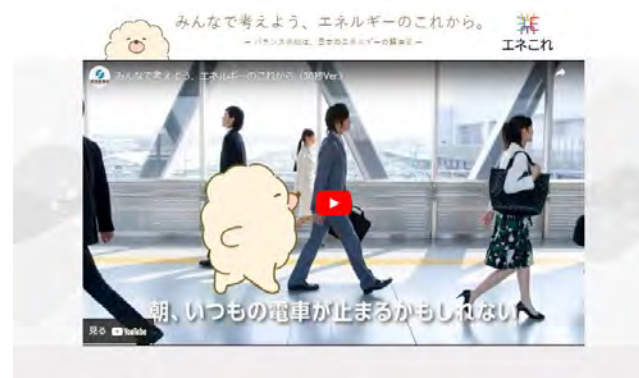 みんなで考えよう、エネルギーのこれから。
エネこれ
みんなで考えよう、エネルギーのこれから（30秒Ver.）
朝、いつもの電車が止まるかもしれない
見る YouTube